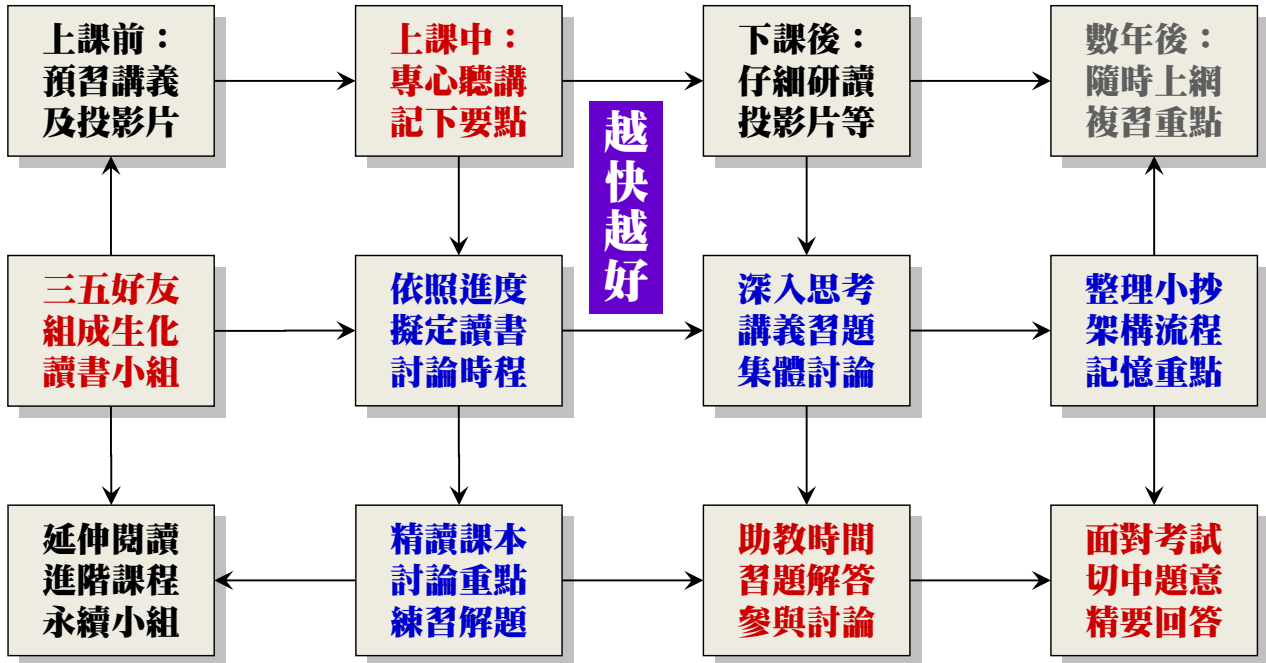 上課前：
預習講義
及投影片
上課中：
專心聽講
記下要點
下課後：
仔細研讀
投影片等
數年後：
隨時上網
複習重點
越快越好
三五好友
組成生化
讀書小組
依照進度
擬定讀書
討論時程
深入思考
講義習題
集體討論
整理小抄
架構流程
記憶重點
延伸閱讀
進階課程
永續小組
精讀課本
討論重點
練習解題
助教時間
習題解答
參與討論
面對考試
切中題意
精要回答